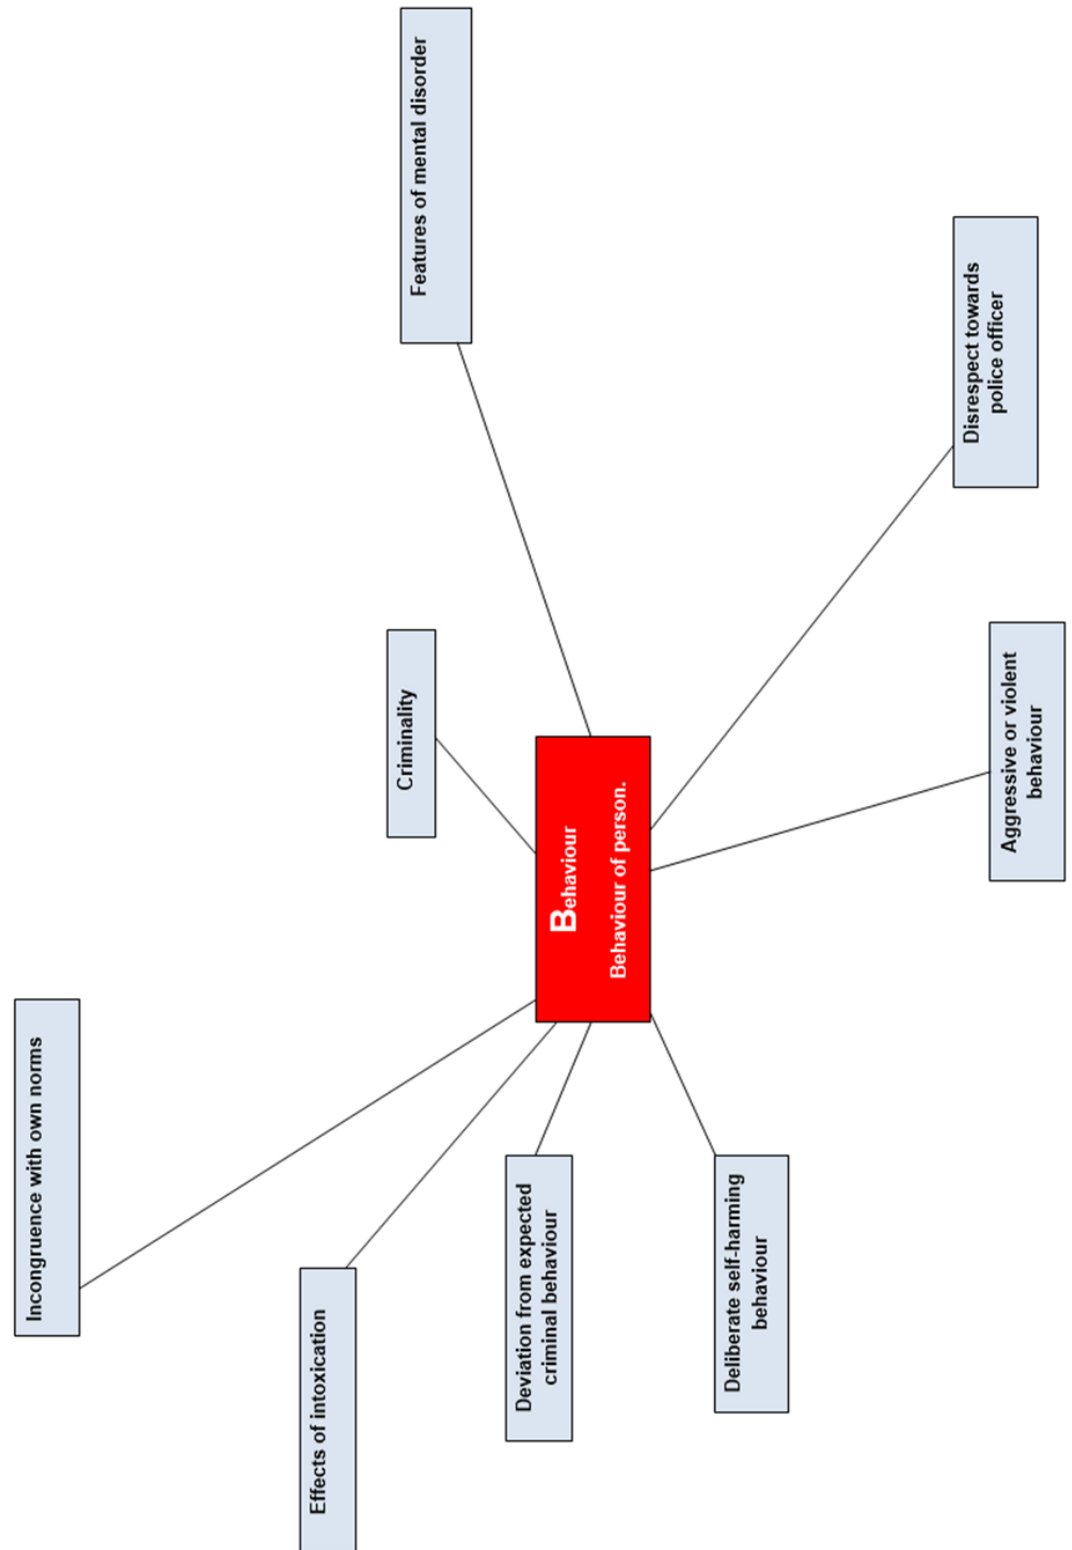 Incongruence with own norms
Effects of intoxication
Criminality
Features of mental disorder
Deviation from expected
criminal behaviour
Behaviour
Behaviour of person.
Deliberate self-harming
behaviour
Disrespect towards
police officer
Aggressive or violent
behaviour